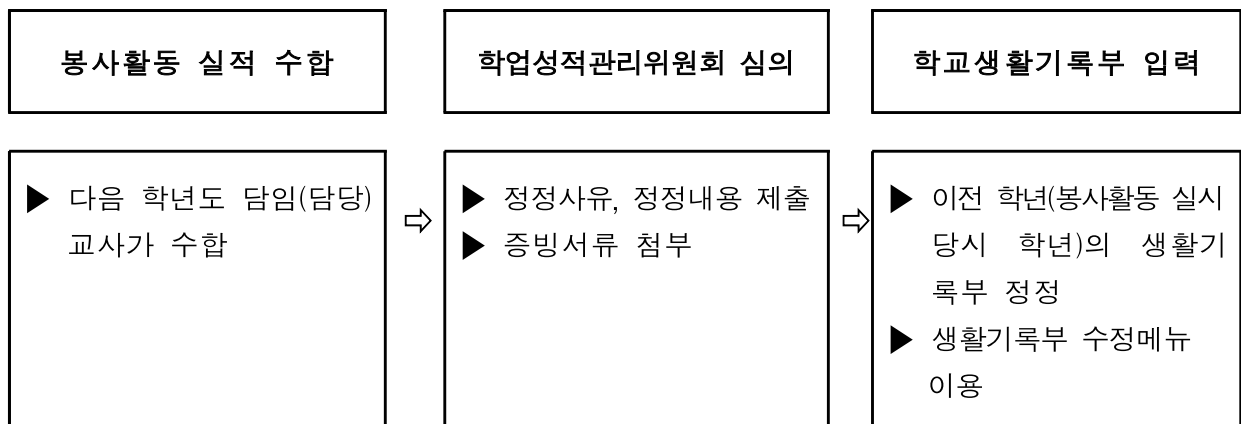 봉사활동 실적 수합
학업성적관리위원회 심의
학교생활기록부 입력
▶ 다음 학년도 담임(담당)
교사가 수합
⇨
▶ 정정사유, 정정내용 제출
▶ 증빙서류 첨부
⇨
▶ 이전 학년(봉사활동 실시
당시 학년)의 생활기
록부 정정
▶ 생활기록부 수정메뉴
이용